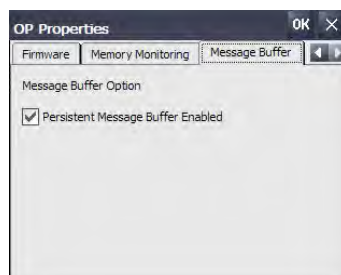 OP Properties OK ×
Firmware Memory Monitoring Message Buffer
Message Buffer Option
Persistent Message Buffer Enabled